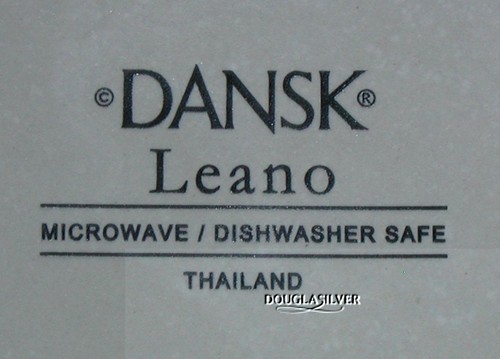 © DANSK®
Leano
MICROWAVE / DISHWASHER SAFE
THAILAND
DOUGLASILVER